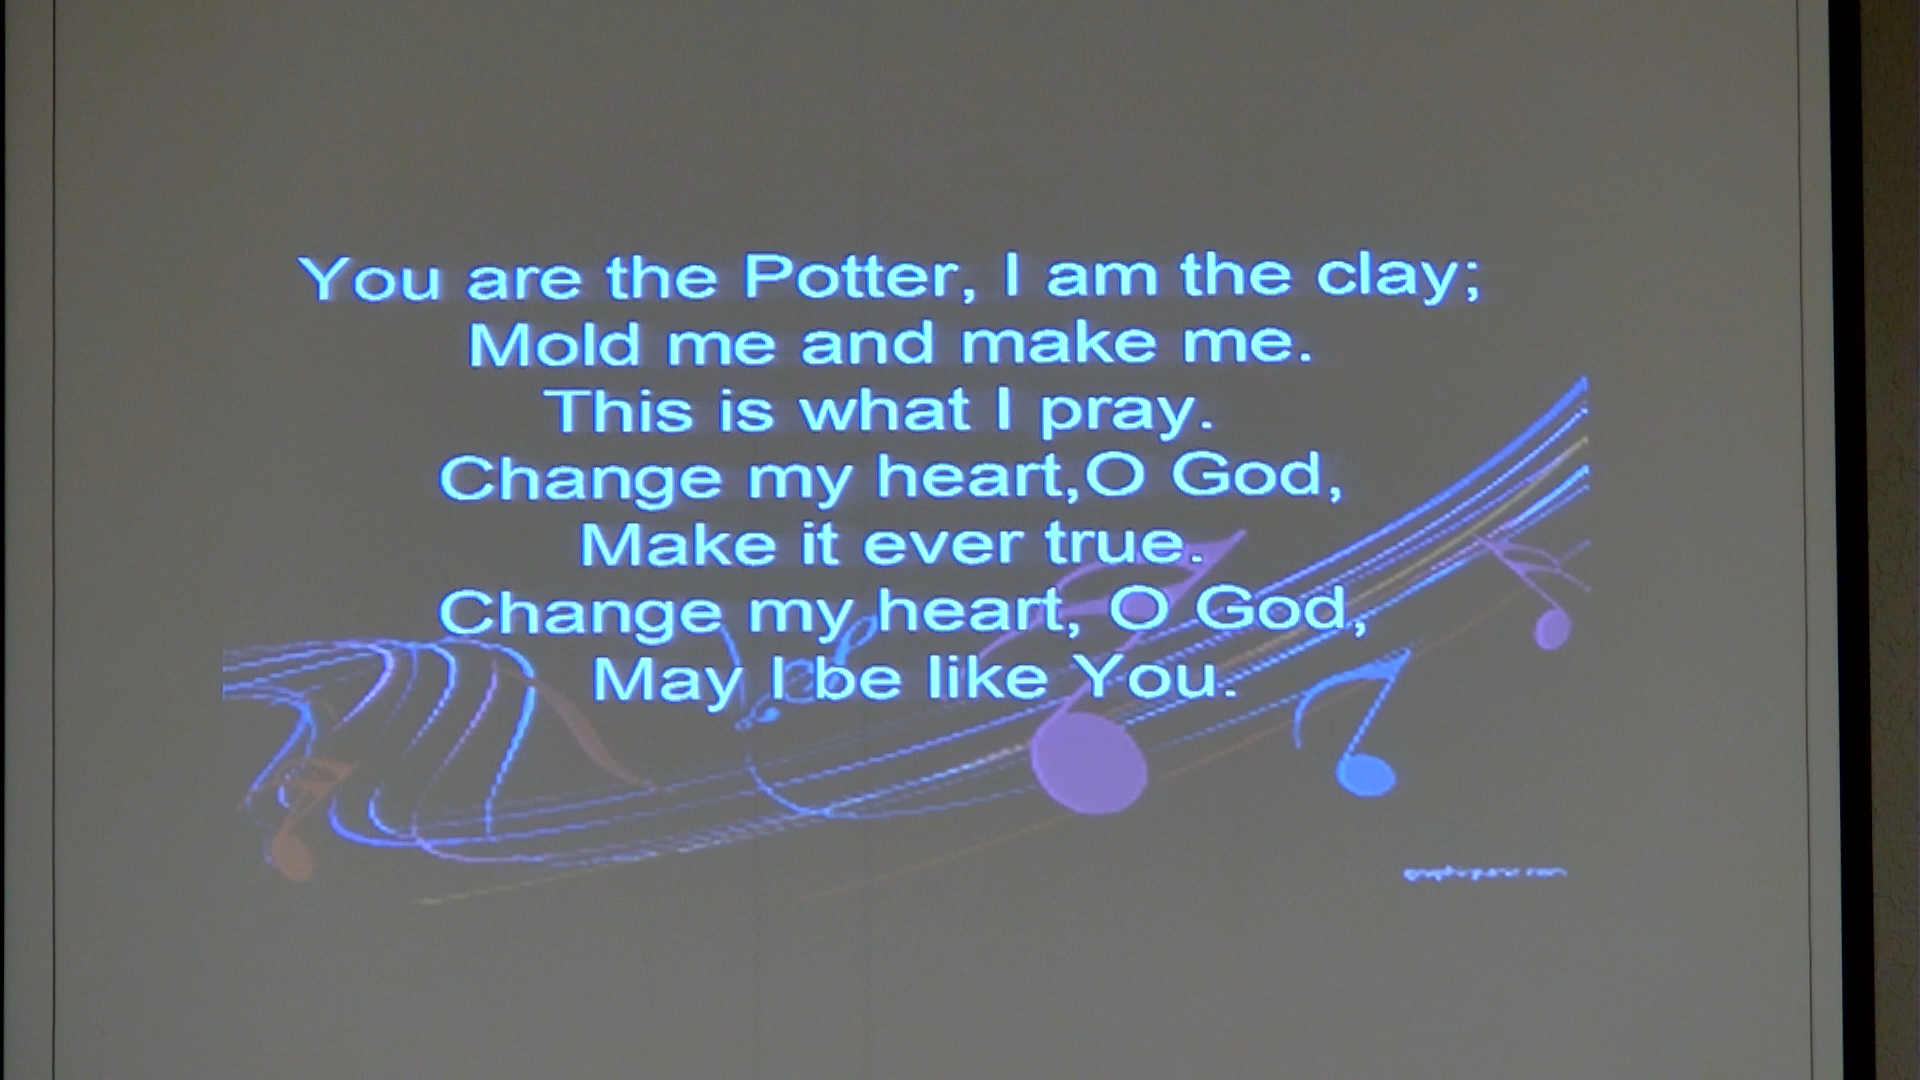 You are the Potter, I am the clay;
Mold me and make me.
This is what I pray.
Change my heart,O God,
Make it ever true.
Change my heart, O God,
May I be like You.